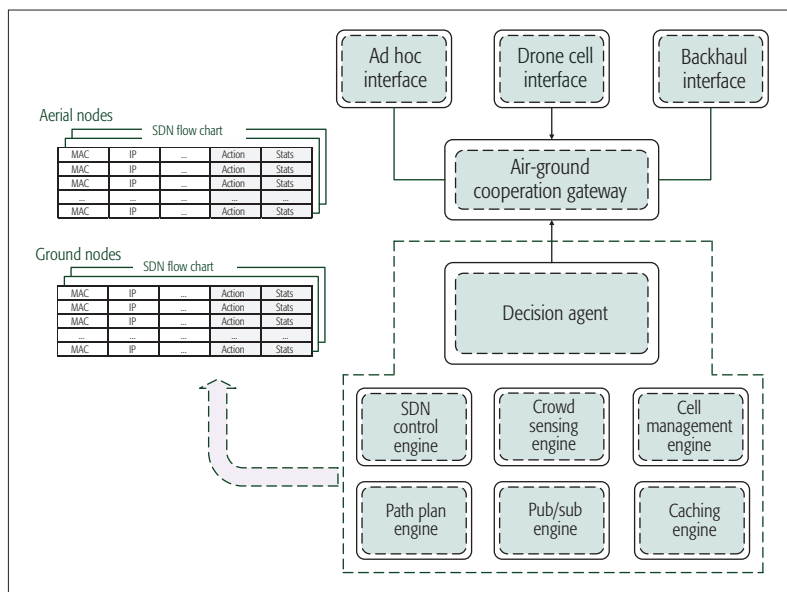 Ad hoc
interface
Drone cell
interface
Backhaul
interface
Aerial nodes
SDN flow chart
MAC IP ... Action Stats
MAC IP ... Action Stats
MAC IP ... Action Stats
... ... ... ... ...
MAC IP ... Action Stats
Air-ground
cooperation gateway
Ground nodes
SDN flow chart
MAC IP ... Action Stats
MAC IP ... Action Stats
MAC IP ... Action Stats
... ... ... ... ...
MAC IP ... Action Stats
Decision agent
SDN
control
engine
Crowd
sensing
engine
Cell
management
engine
Path plan
engine
Pub/sub
engine
Caching
engine